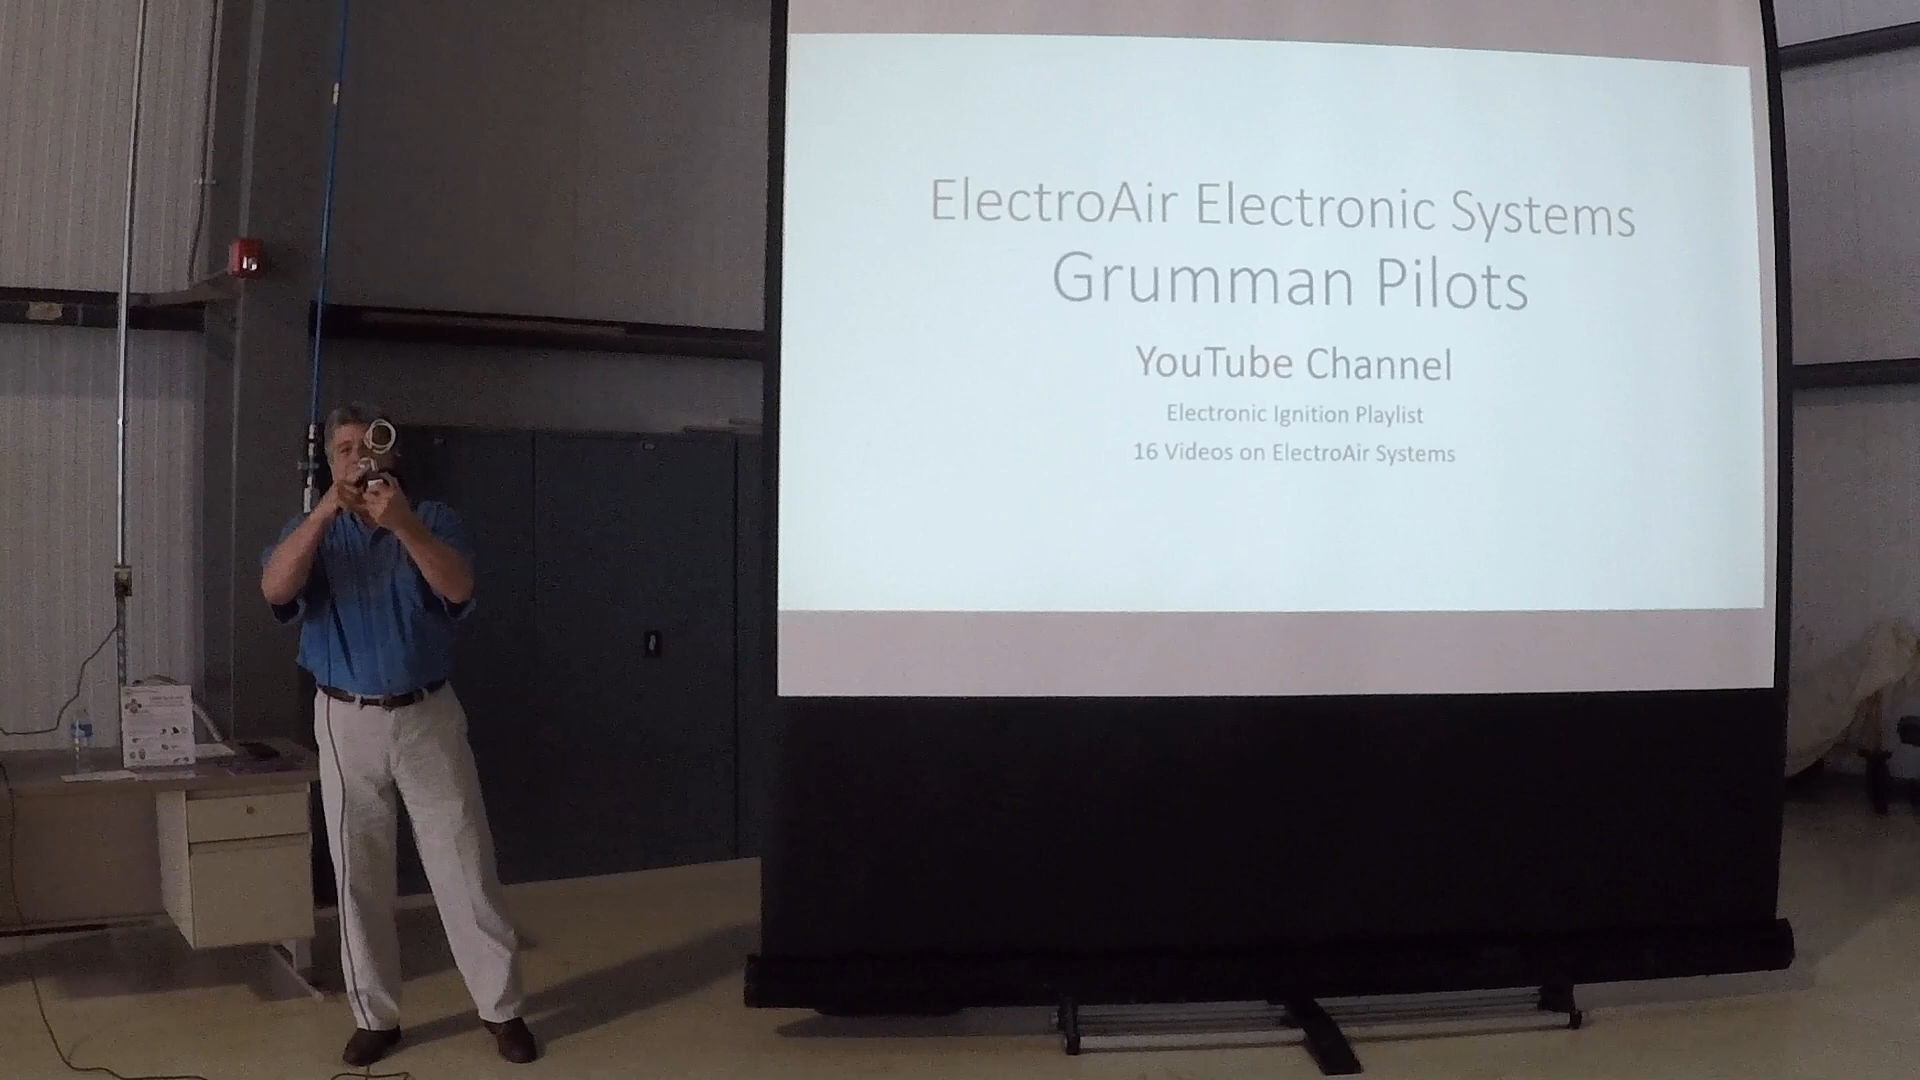 ElectroAir Electronic Systems
Grumman Pilots
YouTube Channel
Electronic Ignition Playlist
16 Videos on ElectroAir Systems